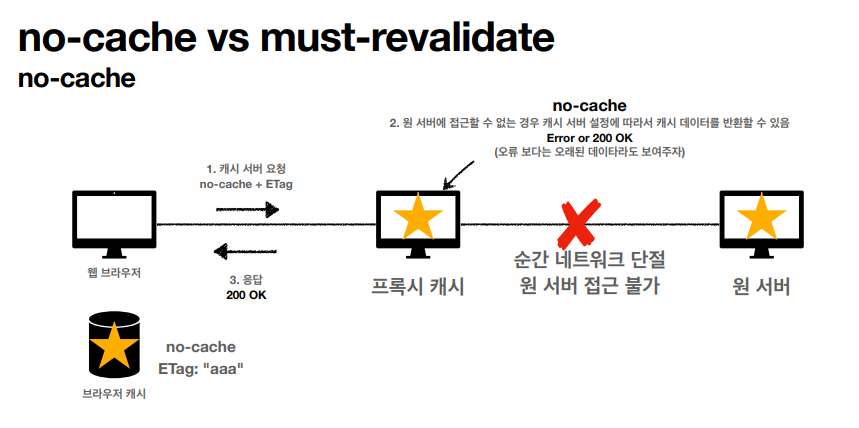 no-cache vs must-revalidate
no-cache
no-cache
2. 원 서버에 접근할 수 없는 경우 캐시 서버 설정에 따라서 캐시 데이터를 반환할 수 있음
Error or 200 OK
(오류 보다는 오래된 데이타라도 보여주자)
1. 캐시 서버 요청
no-cache + ETag
웹 브라우저
3. 응답
200 OK
프록시 캐시
순간 네트워크 단절
원 서버 접근 불가
원 서버
no-cache
ETag: "aaa"
브라우저 캐시